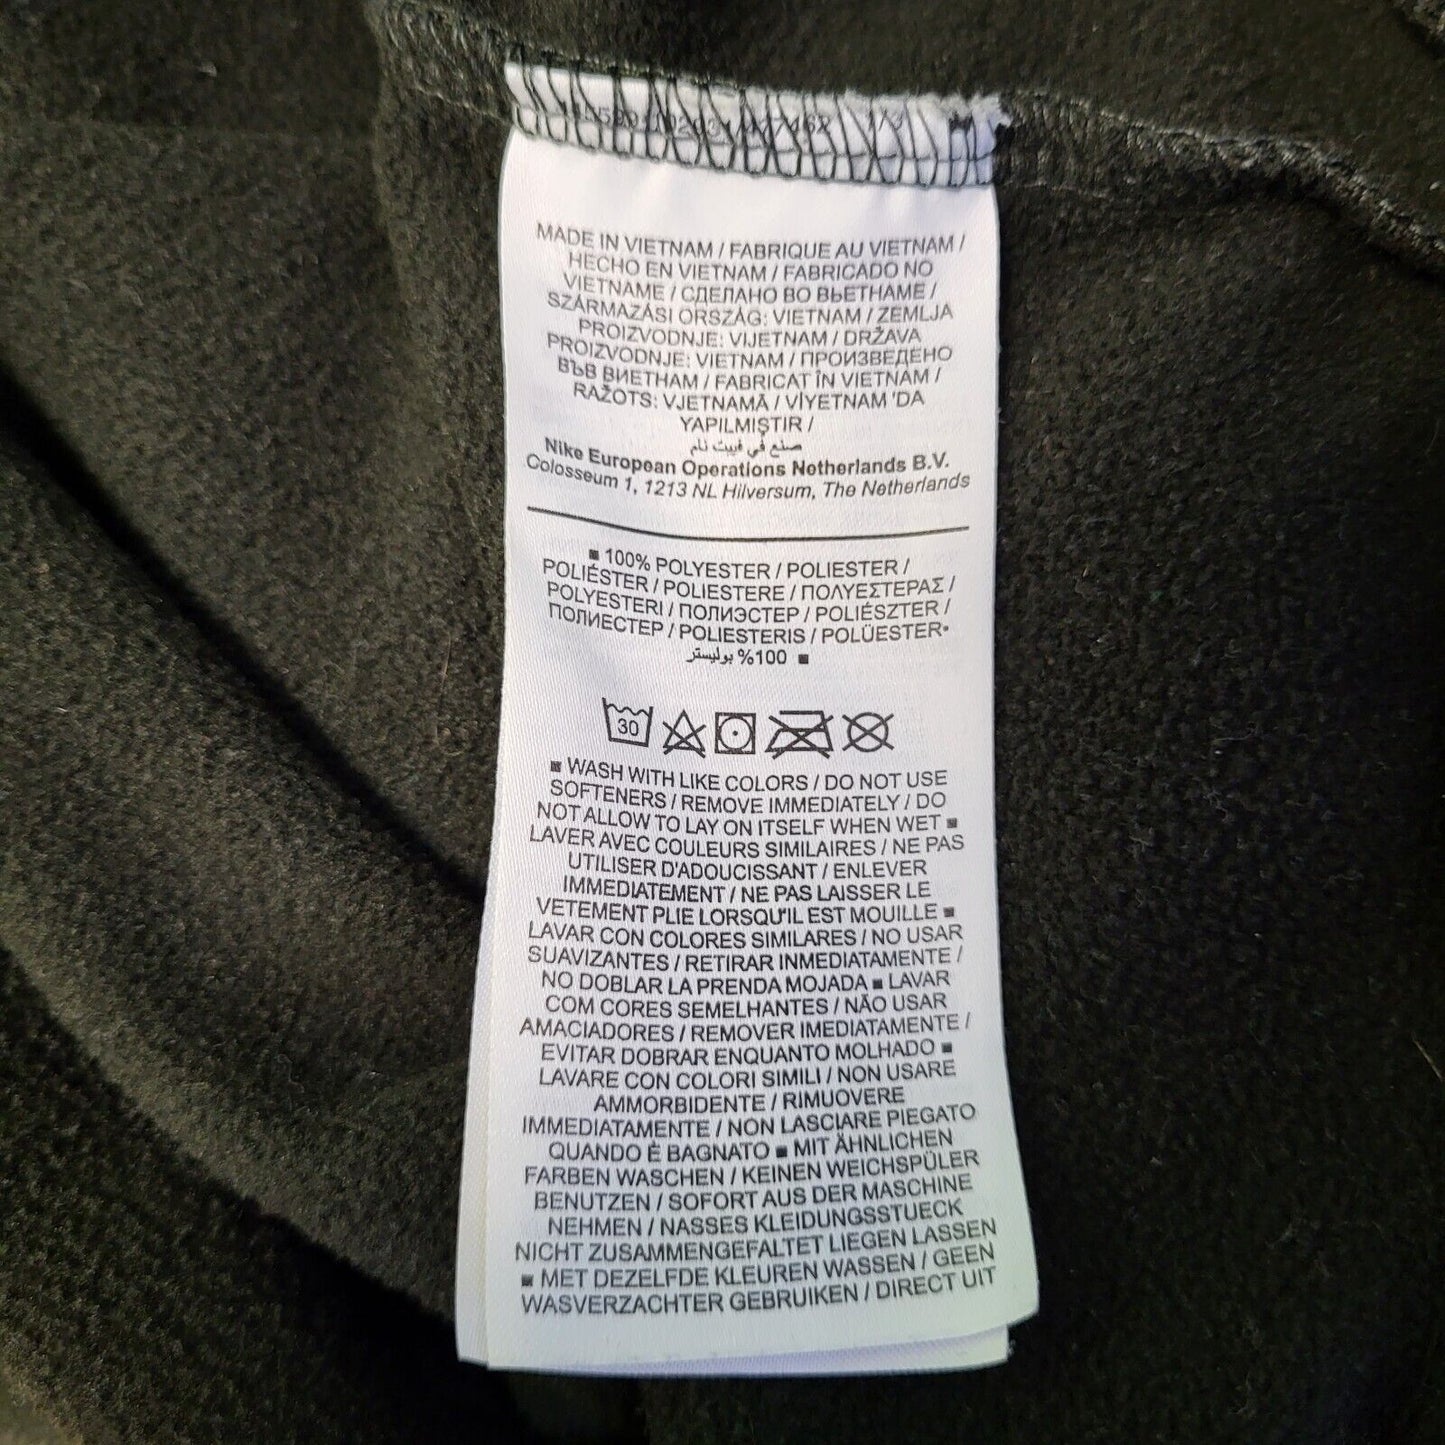 MADE IN VIETNAM / FABRIQUE AU VIETNAM /
HECHO EN VIETNAM / FABRICADO NO
VIETNAME / СДЕЛАНО ВО ВЬЕТНАМЕ /
SZÁRMAZÁSI ORSZÁG: VIETNAM / ZEMLJA
PROIZVODNJE: VIJETNAM / DRŽAVA
PROIZVODNJE: VIETNAM / ПРОИЗВЕДЕНО
ВЪВ ВИЕТНАМ / FABRICAT ÎN VIETNAM /
RAŽOTS: VJETNAMĀ / VİYETNAM 'DA
YAPILMIŞTIR /
صنع في فييت نام
Nike European Operations Netherlands B.V.
Colosseum 1, 1213 NL Hilversum, The Netherlands
■ 100% POLYESTER / POLIESTER /
POLIÉSTER / POLIESTERE / ΠΟΛΥΕΣΤΕΡΑΣ /
POLYESTERI / ПОЛИЭСТЕР / POLIÉSZTER /
ПОЛИЕСТЕР / POLIESTERIS / POLÜESTER•
100% بوليستر ■
30
■ WASH WITH LIKE COLORS / DO NOT USE
SOFTENERS / REMOVE IMMEDIATELY / DO
NOT ALLOW TO LAY ON ITSELF WHEN WET ■
LAVER AVEC COULEURS SIMILAIRES / NE PAS
UTILISER D'ADOUCISSANT / ENLEVER
IMMEDIATEMENT / NE PAS LAISSER LE
VETEMENT PLIE LORSQU'IL EST MOUILLE ■
LAVAR CON COLORES SIMILARES / NO USAR
SUAVIZANTES / RETIRAR INMEDIATAMENTE /
NO DOBLAR LA PRENDA MOJADA ■ LAVAR
COM CORES SEMELHANTES / NÃO USAR
AMACIADORES / REMOVER IMEDIATAMENTE /
EVITAR DOBRAR ENQUANTO MOLHADO ■
LAVARE CON COLORI SIMILI / NON USARE
AMMORBIDENTE / RIMUOVERE
IMMEDIATAMENTE / NON LASCIARE PIEGATO
QUANDO È BAGNATO ■ MIT ÄHNLICHEN
FARBEN WASCHEN / KEINEN WEICHSPÜLER
BENUTZEN / SOFORT AUS DER MASCHINE
NEHMEN / NASSES KLEIDUNGSSTUECK
NICHT ZUSAMMENGEFALTET LIEGEN LASSEN
■ MET DEZELFDE KLEUREN WASSEN / GEEN
WASVERZACHTER GEBRUIKEN / DIRECT UIT